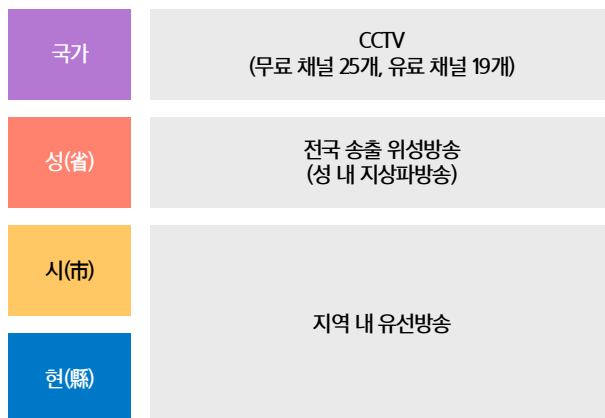 국가
CCTV
(무료 채널 25개, 유료 채널 19개)
성(省)
전국 송출 위성방송
(성 내 지상파방송)
시(市)
현(縣)
지역 내 유선방송